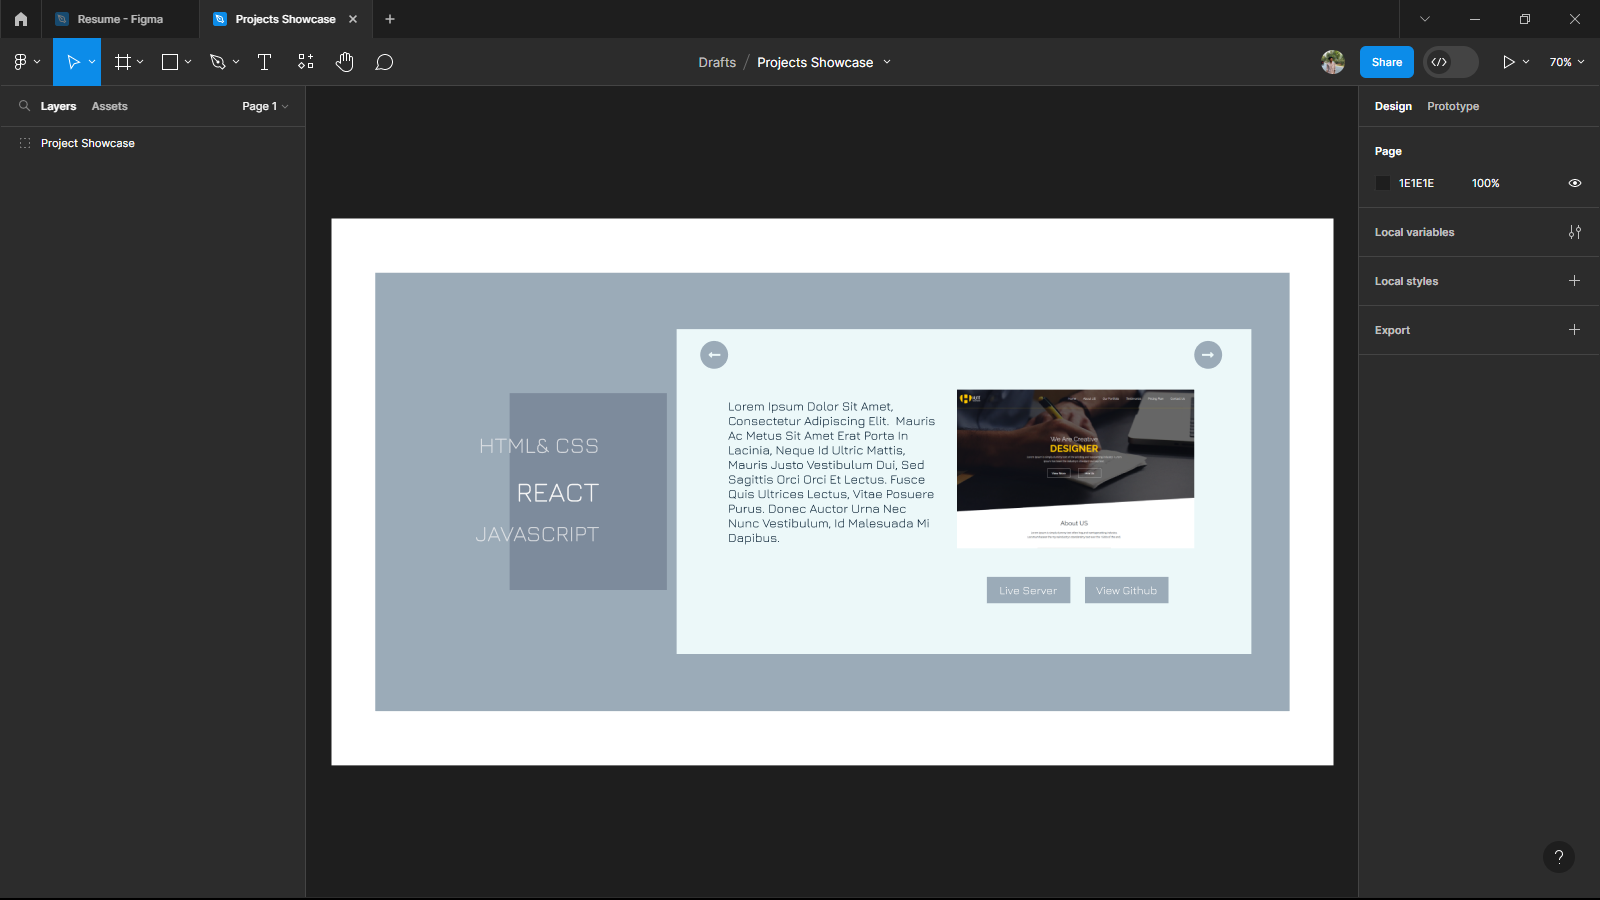 Resume - Figma
Projects Showcase
Drafts / Projects Showcase
Share
70%
Layers
Assets
Page 1
Project Showcase
Design
Prototype
Page
1E1E1E
100%
Local variables
Local styles
Export
HTML& CSS
REACT
JAVASCRIPT
Lorem Ipsum Dolor Sit Amet,
Consectetur Adipiscing Elit.  Mauris
Ac Metus Sit Amet Erat Porta In
Lacinia, Neque Id Ultric Mattis,
Mauris Justo Vestibulum Dui, Sed
Sagittis Orci Orci Et Lectus. Fusce
Quis Ultrices Lectus, Vitae Posuere
Purus. Donec Auctor Urna Nec
Nunc Vestibulum, Id Malesuada Mi
Dapibus.
We Are Creative
DESIGNER
About US
Live Server
View Github
?